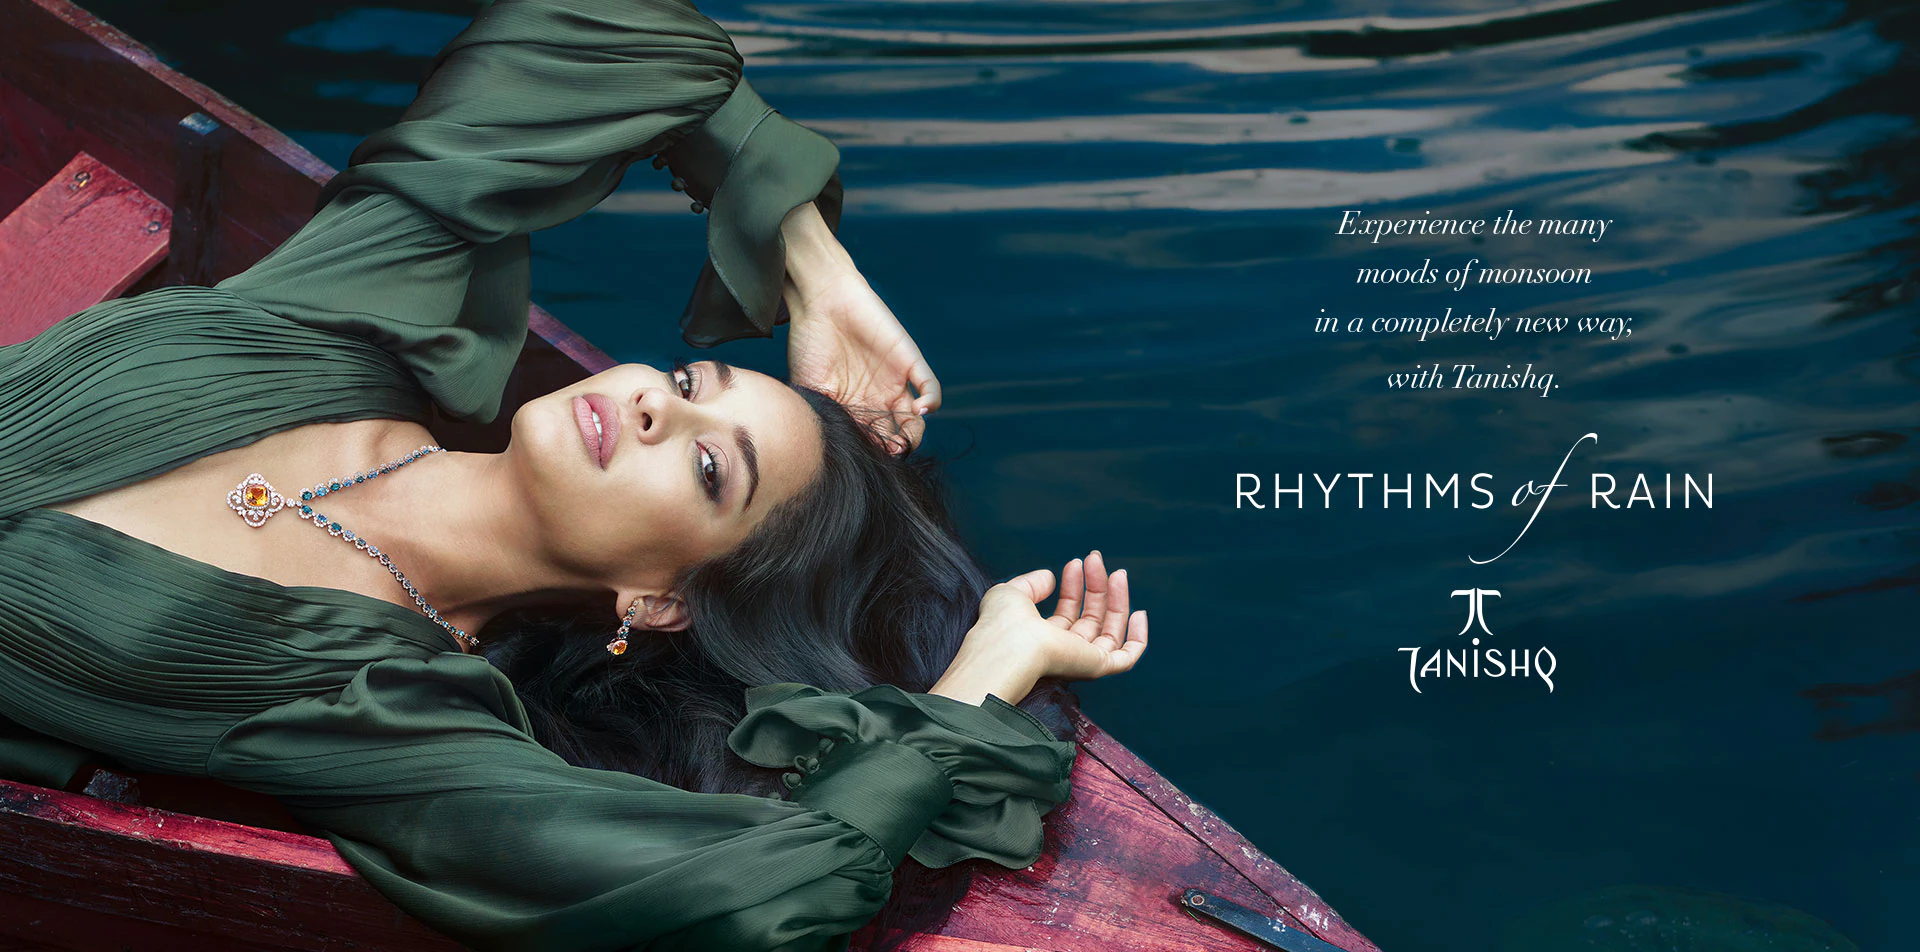 Experience the many
moods of monsoon
in a completely new way,
with Tanishq.
RHYTHMS of RAIN
TANISHQ